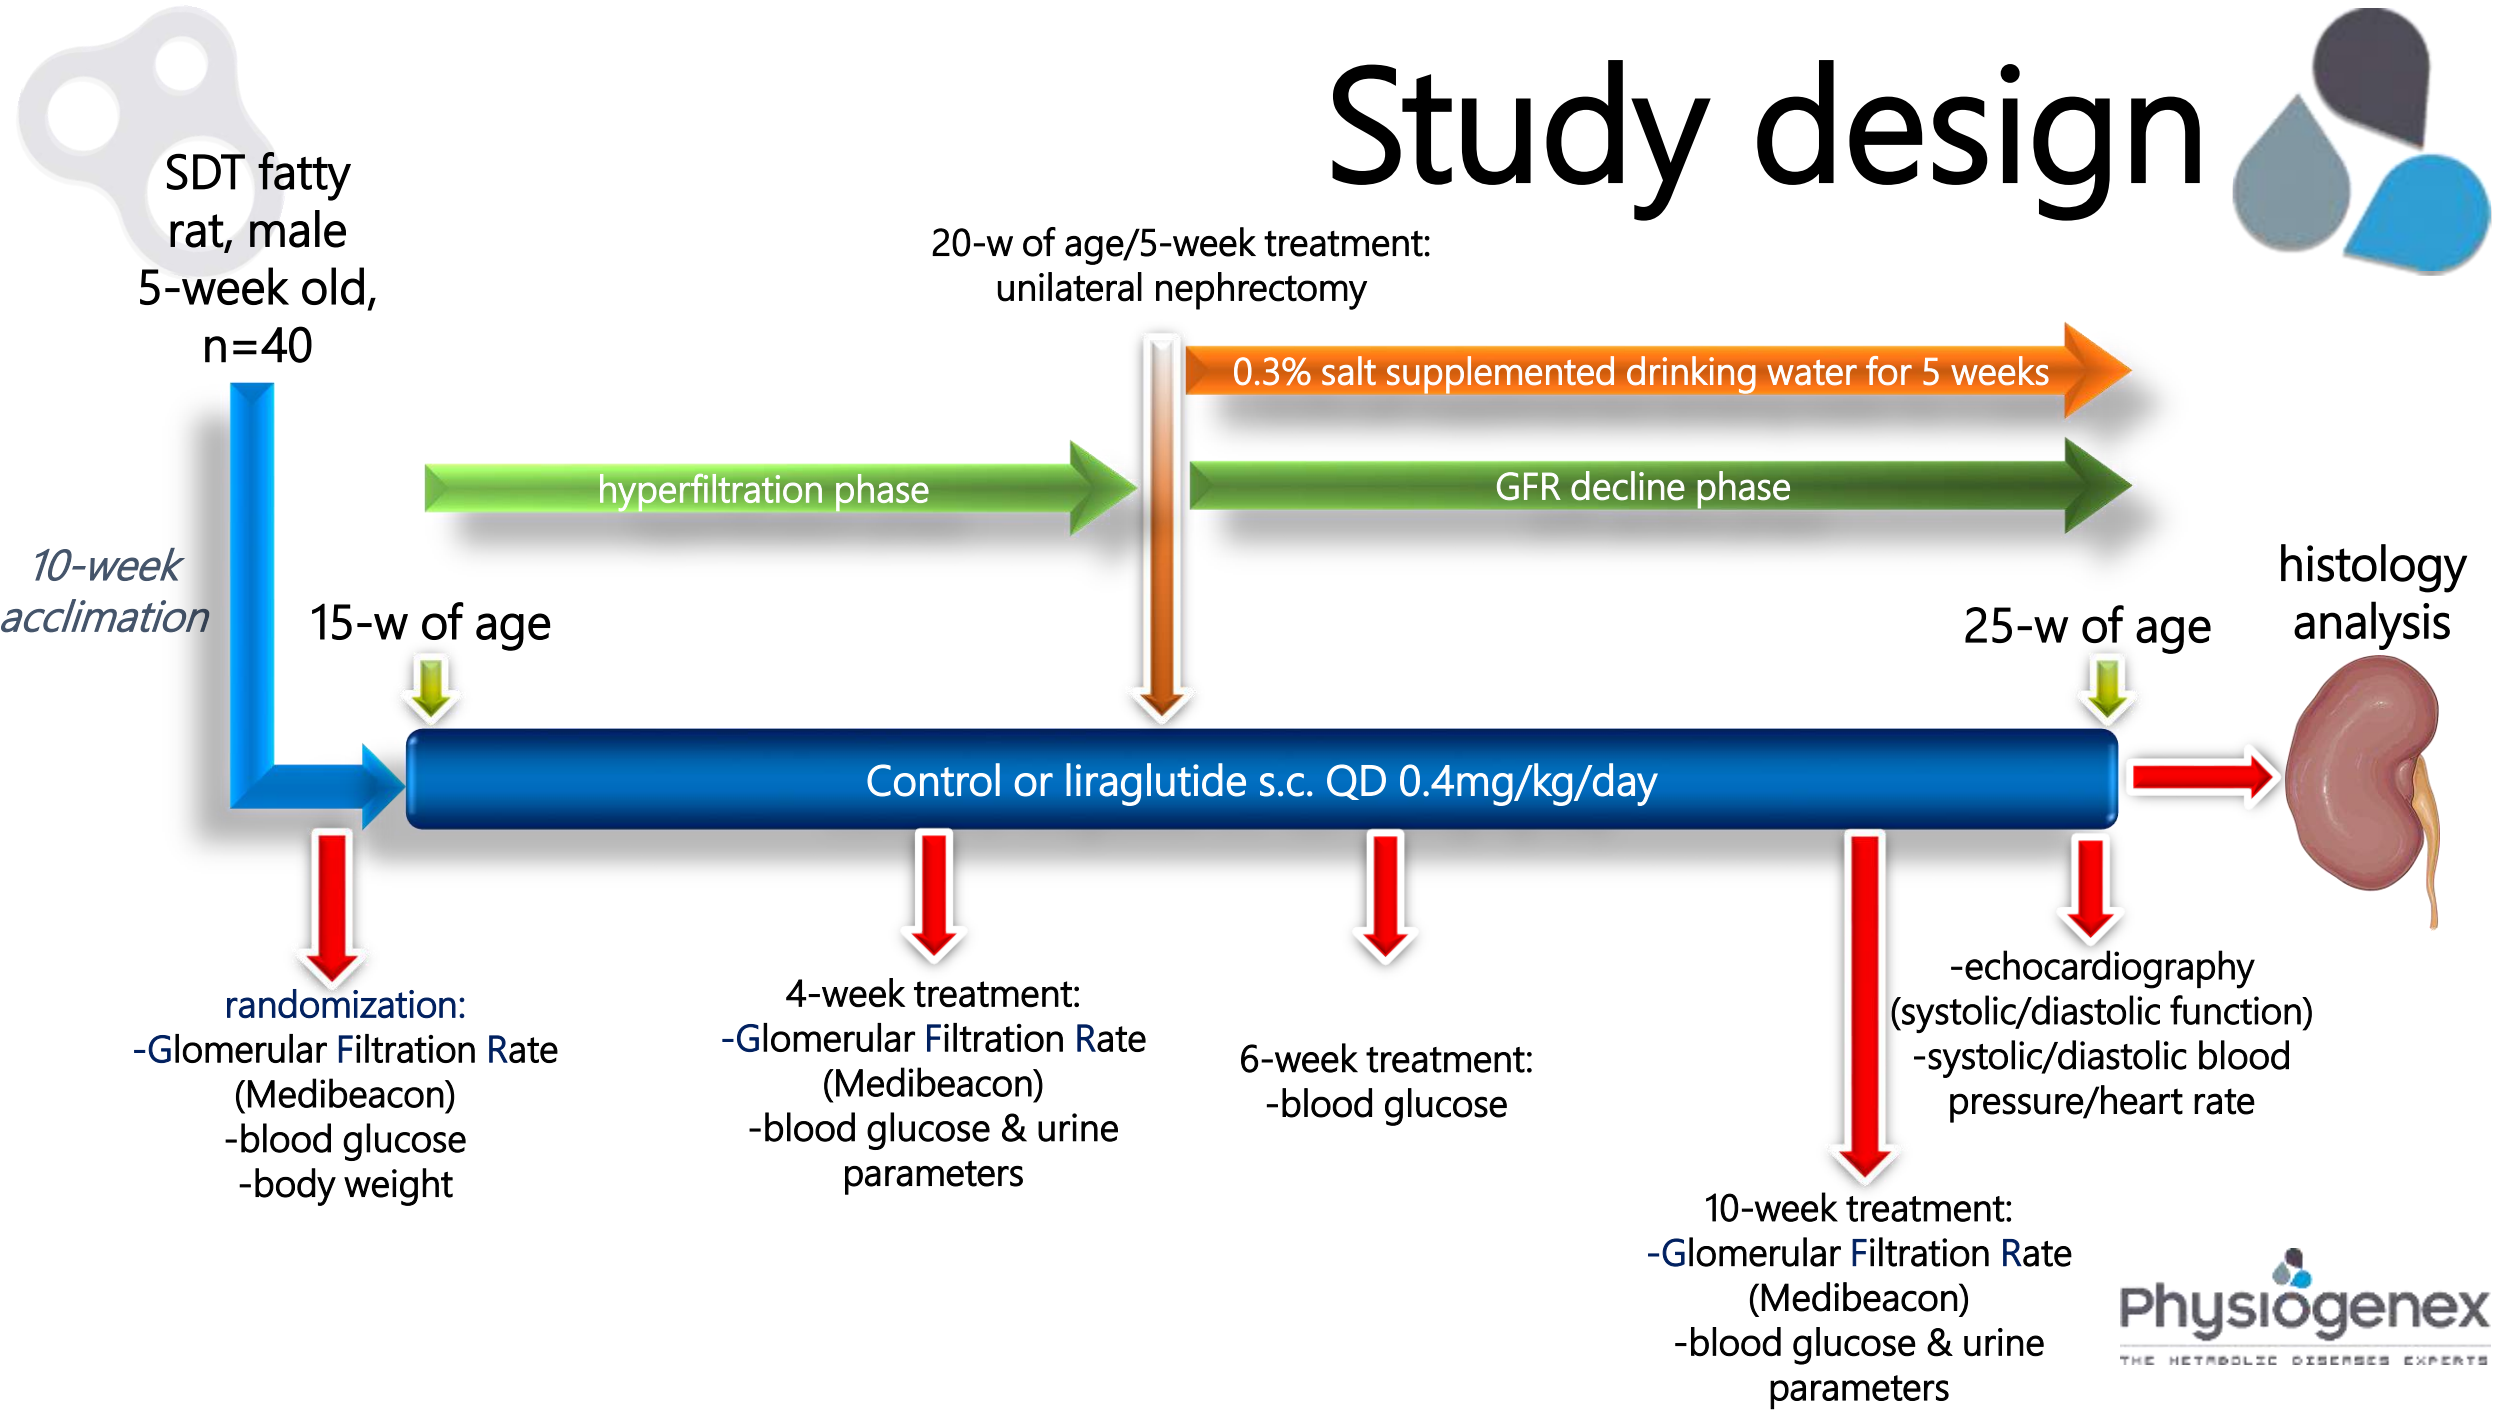 Study design
SDT fatty
rat, male
5-week old,
n=40
20-w of age/5-week treatment:
unilateral nephrectomy
0.3% salt supplemented drinking water for 5 weeks
hyperfiltration phase
GFR decline phase
10-week
acclimation
15-w of age
25-w of age
histology
analysis
Control or liraglutide s.c. QD 0.4mg/kg/day
randomization:
-Glomerular Filtration Rate
(Medibeacon)
-blood glucose
-body weight
4-week treatment:
-Glomerular Filtration Rate
(Medibeacon)
-blood glucose & urine
parameters
6-week treatment:
-blood glucose
10-week treatment:
-Glomerular Filtration Rate
(Medibeacon)
-blood glucose & urine
parameters
-echocardiography
(systolic/diastolic function)
-systolic/diastolic blood
pressure/heart rate
Physiogenex
THE METABOLIC DISEASES EXPERTS